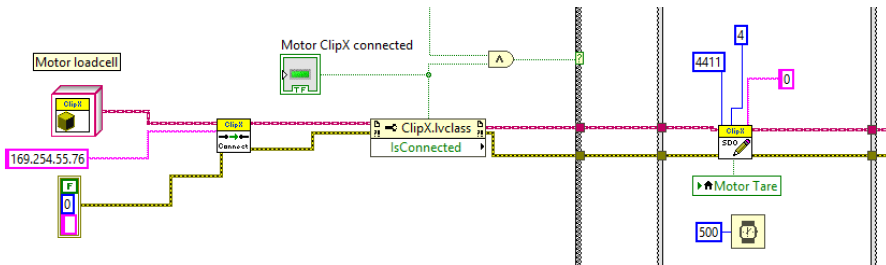 Motor ClipX connected
TF
Motor loadcell
ClipX
169.254.55.76
F
0
ClipX
Connect
ClipX.lvclass
IsConnected
?
4
4411
0
ClipX
SDO
Motor Tare
500